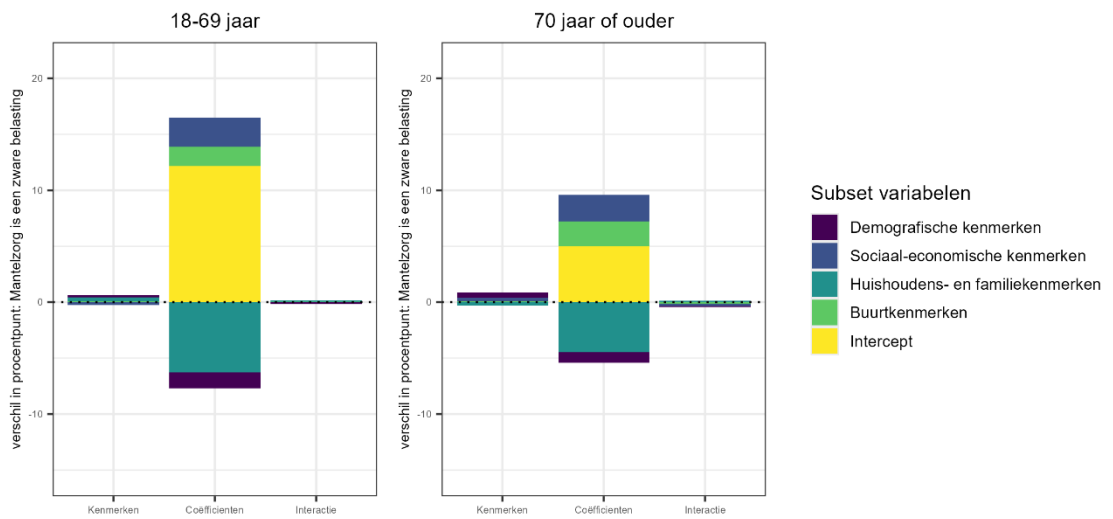 18-69 jaar
verschil in procentpunt: Mantelzorg is een zware belasting
20
10
0
-10
Kenmerken
Coëfficienten
Interactie
70 jaar of ouder
verschil in procentpunt: Mantelzorg is een zware belasting
20
10
0
-10
Kenmerken
Coëfficienten
Interactie
Subset variabelen
Demografische kenmerken
Sociaal-economische kenmerken
Huishoudens- en familiekenmerken
Buurtkenmerken
Intercept